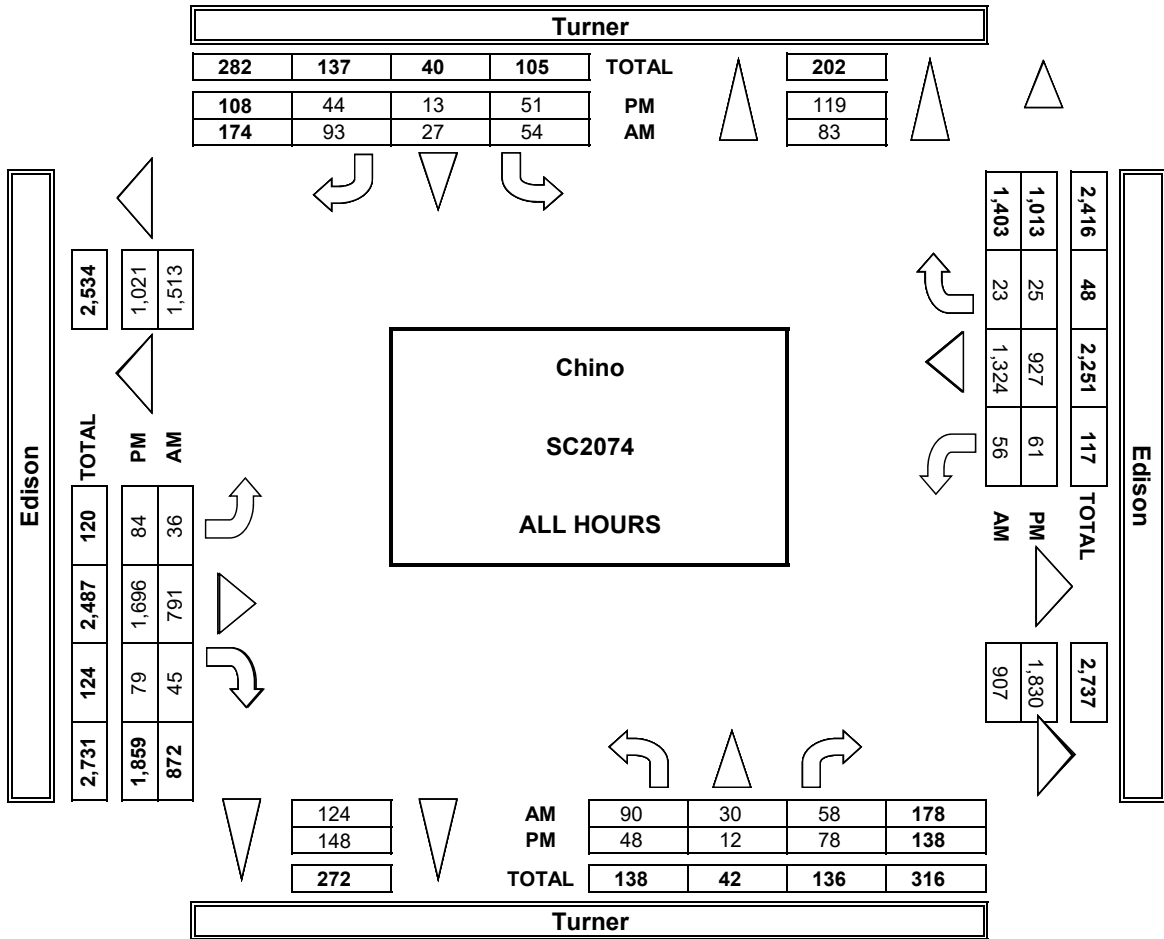 Turner
282 137 40 105 TOTAL 202
108 44 13 51 PM 119
174 93 27 54 AM 83
Edison
2,534
1,021
1,513
TOTAL 120 2,487 124 2,731
PM 84 1,696 79 1,859
AM 36 791 45 872
Chino
SC2074
ALL HOURS
2,416 48 2,251 117 TOTAL 2,737
1,013 25 927 61 PM 1,830
1,403 23 1,324 56 AM 907
Edison
124 AM 90 30 58 178
148 PM 48 12 78 138
272 TOTAL 138 42 136 316
Turner